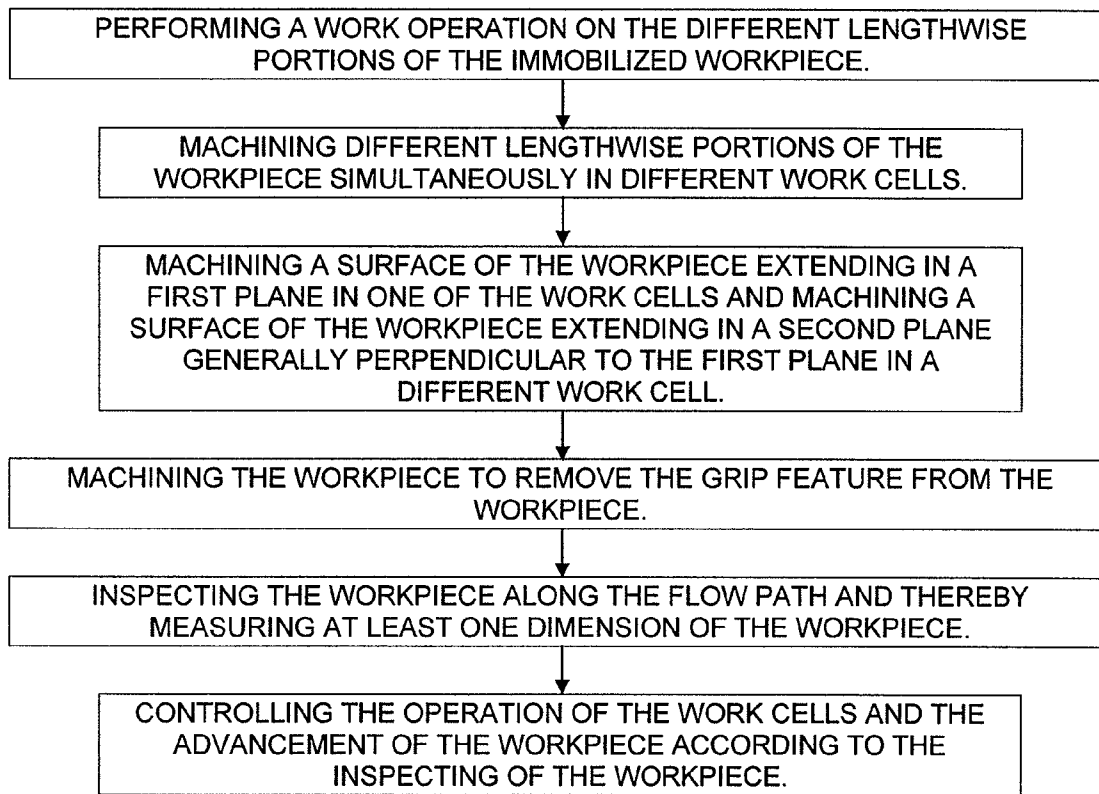 PERFORMING A WORK OPERATION ON THE DIFFERENT LENGTHWISE
PORTIONS OF THE IMMOBILIZED WORKPIECE.
MACHINING DIFFERENT LENGTHWISE PORTIONS OF THE
WORKPIECE SIMULTANEOUSLY IN DIFFERENT WORK CELLS.
MACHINING A SURFACE OF THE WORKPIECE EXTENDING IN A
FIRST PLANE IN ONE OF THE WORK CELLS AND MACHINING A
SURFACE OF THE WORKPIECE EXTENDING IN A SECOND PLANE
GENERALLY PERPENDICULAR TO THE FIRST PLANE IN A
DIFFERENT WORK CELL.
MACHINING THE WORKPIECE TO REMOVE THE GRIP FEATURE FROM THE
WORKPIECE.
INSPECTING THE WORKPIECE ALONG THE FLOW PATH AND THEREBY
MEASURING AT LEAST ONE DIMENSION OF THE WORKPIECE.
CONTROLLING THE OPERATION OF THE WORK CELLS AND THE
ADVANCEMENT OF THE WORKPIECE ACCORDING TO THE
INSPECTING OF THE WORKPIECE.